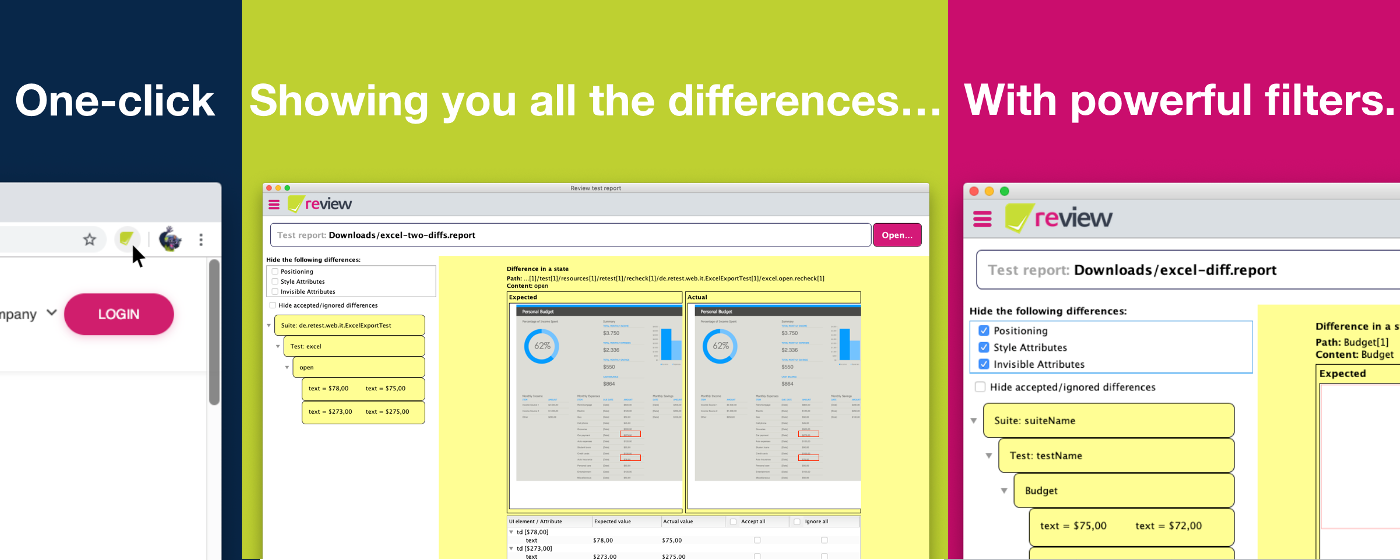 One-click
mpany
LOGIN
Showing you all the differences...
Review test report
review
Test report: Downloads/excel-two-diffs.report
Open...
Hide the following differences:
Positioning
Style Attributes
Invisible Attributes
Hide accepted/ignored differences
Suite: de.retest.web.it.ExcelExportTest
Test: excel
open
text = $78,00 text = $75,00
text = $273,00 text = $275,00
Difference in a state
Path: ...[1]/test[1]/resources[1]/retest[1]/recheck[1]/de.retest.web.it.ExcelExportTest[1]/excel.open.recheck[1]
Content: open
Expected Actual
Personal Budget Personal Budget
62% 62%
$3.750 $3.750
$2.336 $2.336
$550 $550
$864 $864
UI element / Attribute Expected value Actual value Accept all Ignore all
td [$78,00]
text $78,00 $75,00
td [$273,00]
text $273,00 $275,00
With powerful filters.
review
Test report: Downloads/excel-diff.report
Hide the following differences:
Positioning
Style Attributes
Invisible Attributes
Hide accepted/ignored differences
Suite: suiteName
Test: testName
Budget
text = $75,00 text = $72,00
Difference in a s
Path: Budget[1]
Content: Budget
Expected